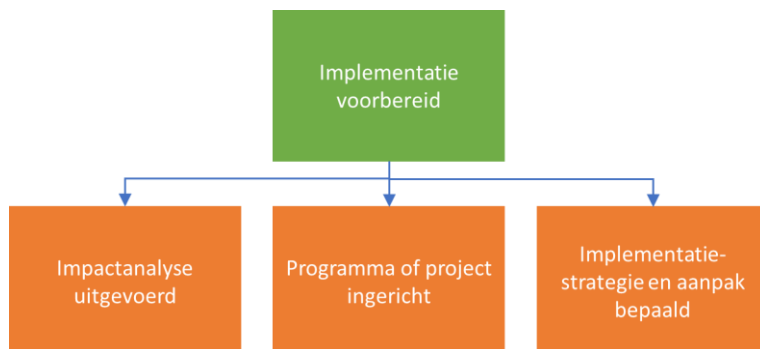 Implementatie
voorbereid
Impactanalyse
uitgevoerd
Programma of project
ingericht
Implementatie-
strategie en aanpak
bepaald